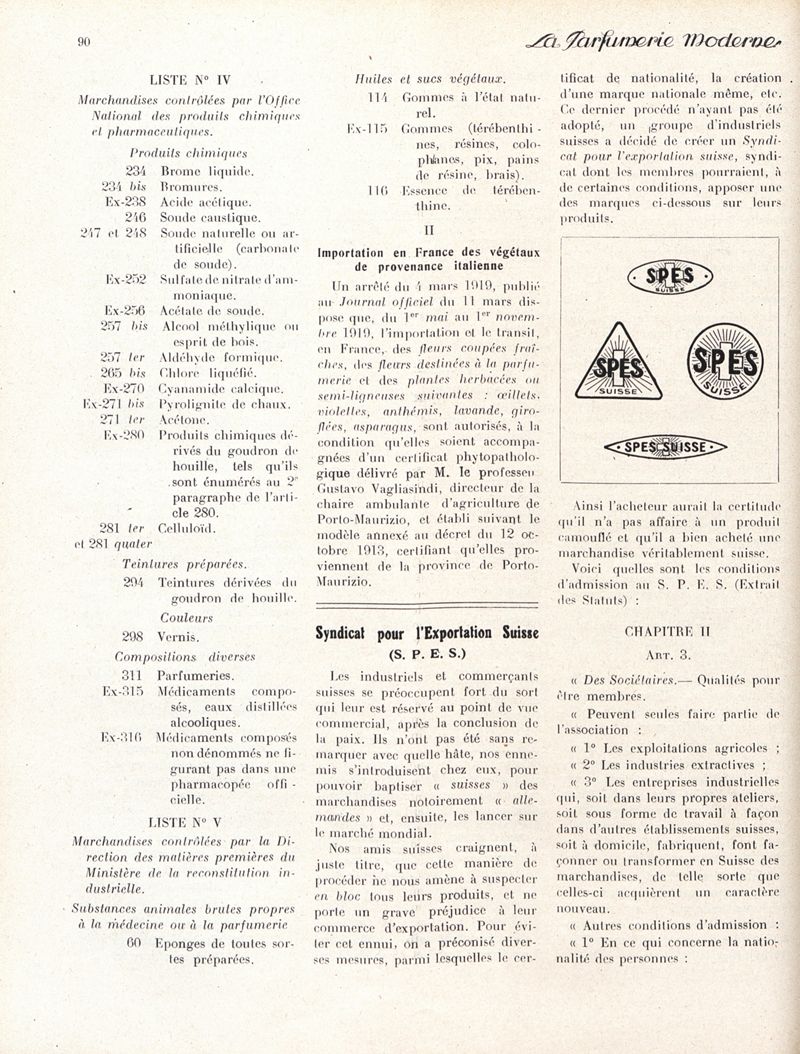 90
La Parfumerie Moderne
LISTE N° IV
Marchandises contrôlées par l'Office
National des produits chimiques
et pharmaceutiques.
Produits chimiques
234 Brome liquide.
234 bis Bromures.
Ex-238 Acide acétique.
246 Soude caustique.
247 et 248 Soude naturelle ou ar-
tificielle (carbonate
de soude).
Ex-252 Sulfate de nitrate d'am-
moniaque.
Ex-256 Acétate de soude.
257 bis Alcool méthylique ou
esprit de bois.
257 ter Aldéhyde formique.
265 bis Chlore liquéfié.
Ex-270 Cyanamide calcique.
Ex-271 bis Pyrolignite de chaux.
271 ter Acétone.
Ex-280 Produits chimiques dé-
rivés du goudron de
houille, tels qu'ils
sont énumérés au 2e
paragraphe de l'arti-
cle 280.
281 ter Celluloïd.
et 281 quater
Teintures préparées.
294 Teintures dérivées du
goudron de houille.
Couleurs
298 Vernis.
Compositions diverses
311 Parfumeries.
Ex-315 Médicaments compo-
sés, eaux distillées
alcooliques.
Ex-316 Médicaments composés
non dénommés ne fi-
gurant pas dans une
pharmacopée offi-
cielle.
LISTE N° V
Marchandises contrôlées par la Di-
rection des matières premières du
Ministère de la reconstitution in-
dustrielle.
Substances animales brutes propres
à la médecine ou à la parfumerie
60 Eponges de toutes sor-
tes préparées.
Huiles et sucs végétaux.
114 Gommes à l'état natu-
rel.
Ex-115 Gommes (térébenthi-
nes, résines, colo-
phanes, pix, pains
de résine, brais).
116 Essence de térében-
thine.
II
Importation en France des végétaux
de provenance italienne
Un arrêté du 4 mars 1919, publié
au Journal officiel du 11 mars dis-
pose que, du 1er mai au 1er novem-
bre 1919, l'importation et le transit,
en France, des fleurs coupées fraî-
ches, des fleurs destinées à la parfu-
merie et des plantes herbacées ou
semi-ligneuses suivantes : œillets,
violettes, anthémis, lavande, giro-
flées, asparagus, sont autorisés, à la
condition qu'elles soient accompa-
gnées d'un certificat phytopatholo-
gique délivré par M. le professeu
Gustavo Vagliasindi, directeur de la
chaire ambulante d'agriculture de
Porto-Maurizio, et établi suivant le
modèle annexé au décret du 12 oc-
tobre 1913, certifiant qu'elles pro-
viennent de la province de Porto-
Maurizio.
Syndicat pour l'Exportation Suisse
(S. P. E. S.)
Les industriels et commerçants
suisses se préoccupent fort du sort
qui leur est réservé au point de vue
commercial, après la conclusion de
la paix. Ils n'ont pas été sans re-
marquer avec quelle hâte, nos enne-
mis s'introduisent chez eux, pour
pouvoir baptiser « suisses » des
marchandises notoirement « alle-
mandes » et, ensuite, les lancer sur
le marché mondial.
Nos amis suisses craignent, à
juste titre, que cette manière de
procéder ne nous amène à suspecter
en bloc tous leurs produits, et ne
porte un grave préjudice à leur
commerce d'exportation. Pour évi-
ter cet ennui, on a préconisé diver-
ses mesures, parmi lesquelles le cer-
tificat de nationalité, la création
d'une marque nationale même, etc.
Ce dernier procédé n'ayant pas été
adopté, un groupe d'industriels
suisses a décidé de créer un Syndi-
cat pour l'exportation suisse, syndi-
cat dont les membres pourraient, à
de certaines conditions, apposer une
des marques ci-dessous sur leurs
produits.
SPES
SUISSE
SPES
SUISSE
SPES
SUISSE
SPES SUISSE
Ainsi l'acheteur aurait la certitude
qu'il n'a pas affaire à un produit
camouflé et qu'il a bien acheté une
marchandise véritablement suisse.
Voici quelles sont les conditions
d'admission au S. P. E. S. (Extrait
des Statuts) :
CHAPITRE II
Art. 3.
« Des Sociétaires.— Qualités pour
être membres.
« Peuvent seules faire partie de
l'association :
« 1° Les exploitations agricoles ;
« 2° Les industries extractives ;
« 3° Les entreprises industrielles
qui, soit dans leurs propres ateliers,
soit sous forme de travail à façon
dans d'autres établissements suisses,
soit à domicile, fabriquent, font fa-
çonner ou transformer en Suisse des
marchandises, de telle sorte que
celles-ci acquièrent un caractère
nouveau.
« Autres conditions d'admission :
« 1° En ce qui concerne la natio-
nalité des personnes :